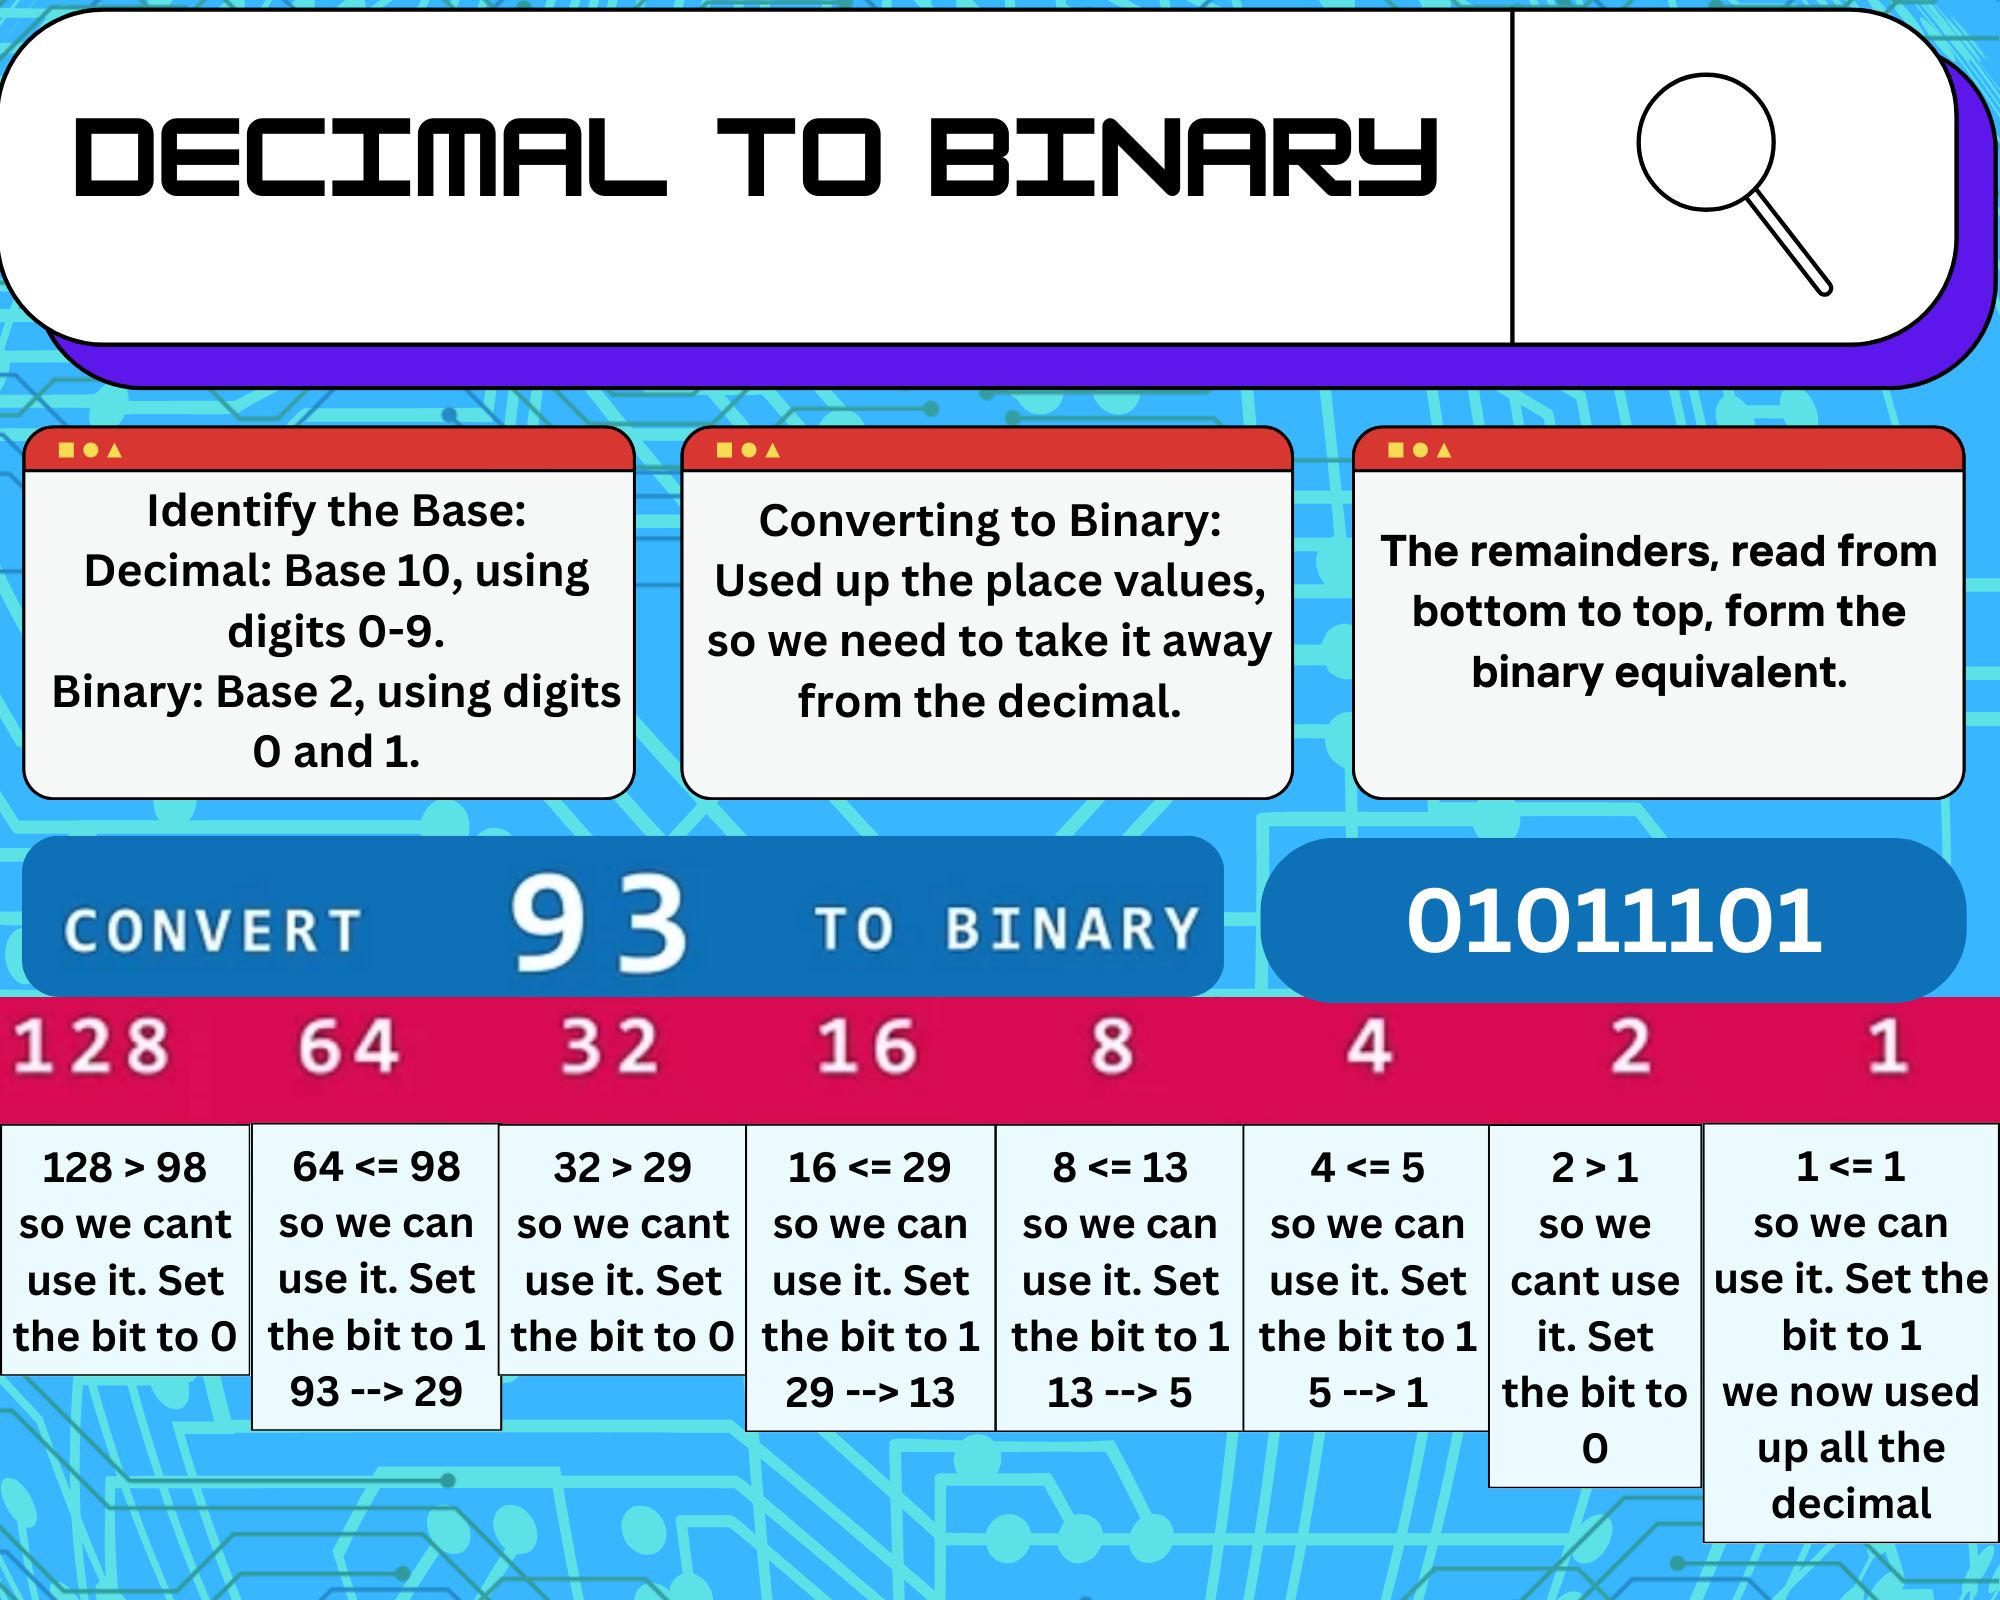 DECIMAL TO BINARY
Identify the Base:
Decimal: Base 10, using
digits 0-9.
Binary: Base 2, using digits
0 and 1.
Converting to Binary:
Used up the place values,
so we need to take it away
from the decimal.
The remainders, read from
bottom to top, form the
binary equivalent.
CONVERT 93 TO BINARY
01011101
128 64 32 16 8 4 2 1
128 > 98
so we cant
use it. Set
the bit to 0
64 <= 98
so we can
use it. Set
the bit to 1
93 --> 29
32 > 29
so we cant
use it. Set
the bit to 0
16 <= 29
so we can
use it. Set
the bit to 1
29 --> 13
8 <= 13
so we can
use it. Set
the bit to 1
13 --> 5
4 <= 5
so we can
use it. Set
the bit to 1
5 --> 1
2 > 1
so we
cant use
it. Set
the bit to
0
1 <= 1
so we can
use it. Set the
bit to 1
we now used
up all the
decimal